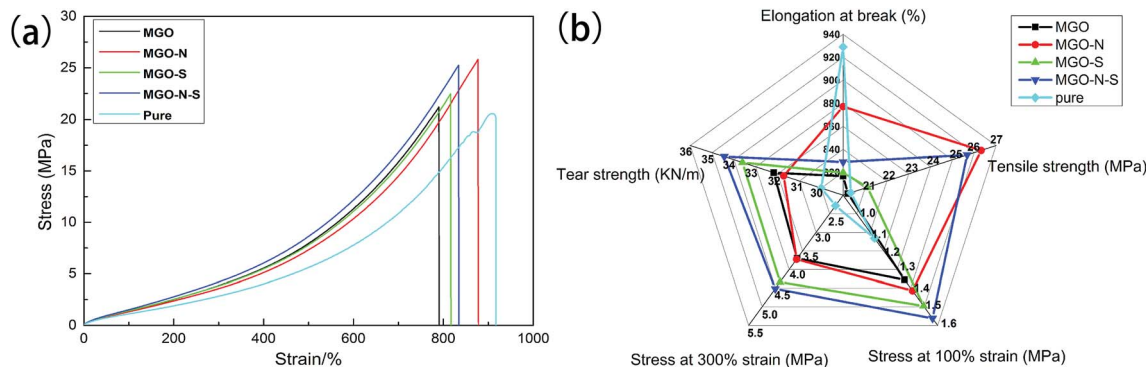 (a)
30
25
20
15
10
5
0
Stress (MPa)
MGO
MGO-N
MGO-S
MGO-N-S
Pure
0 200 400 600 800 1000
Strain/%
(b)
Elongation at break (%)
940
920
900
880
860
840
820
MGO
MGO-N
MGO-S
MGO-N-S
pure
Tensile strength (MPa)
21 22 23 24 25 26 27
Stress at 100% strain (MPa)
1.0
1.1
1.2
1.3
1.4
1.5
1.6
Stress at 300% strain (MPa)
2.5
3.0
3.5
4.0
4.5
5.0
5.5
Tear strength (KN/m)
36 35 34 33 32 31 30